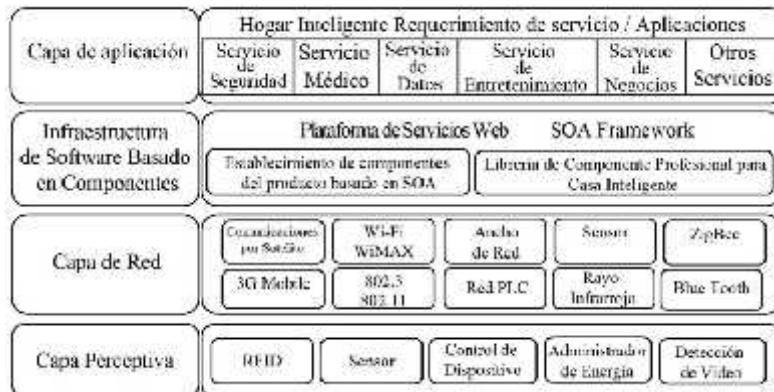 Hogar Inteligente Requerimiento de servicio / Aplicaciones
Capa de aplicación
Servicio de Seguridad
Servicio Médico
Servicio de Datos
Servicio de Entretenimiento
Servicio de Negocios
Otros Servicios
Infraestructura
de Software Basado
en Componentes
Plataforma de Servicios Web SOA Framework
Establecimiento de componentes
del producto basado en SOA
Libreria de Componente Profesional para
Casa Inteligente
Capa de Red
Comunicaciones
por Satelite
Wi-Fi
WiMAX
Ancho
de Red
Sensor
ZigBee
3G Mobile
802.3
802.11
Red PLC
Rayo
Infrarrojo
Blue Tooth
Capa Perceptiva
RFID
Sensor
Control de
Dispositivo
Administrador
de Energia
Detección
de Video